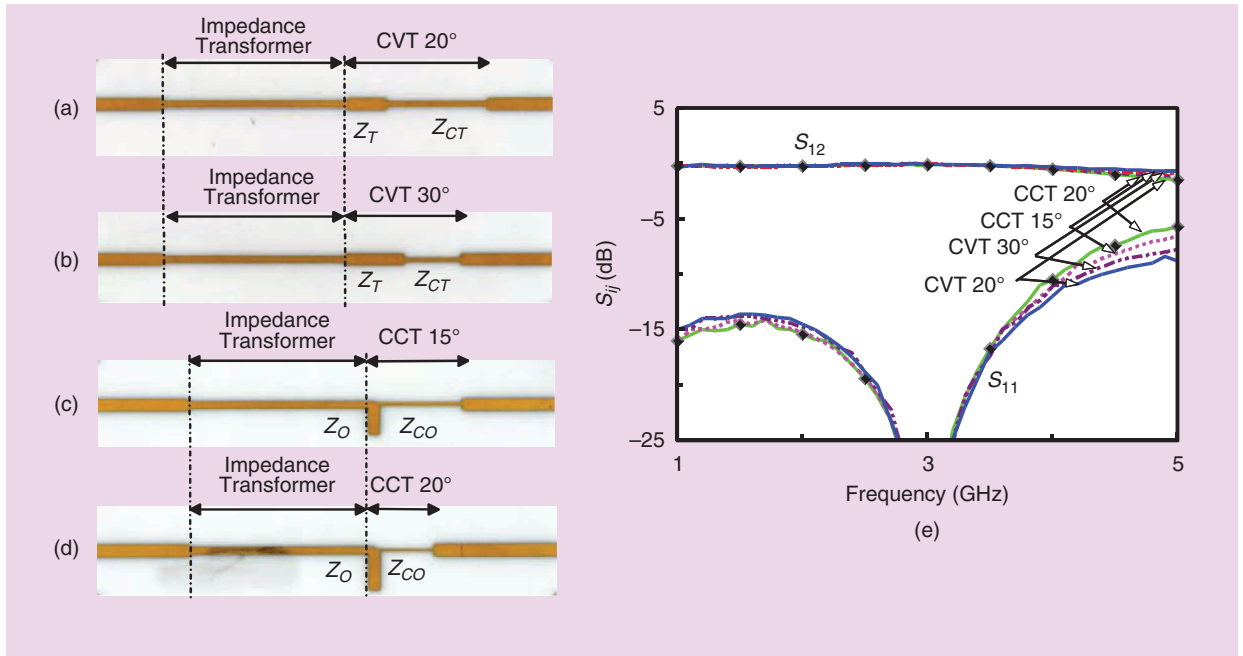 Impedance
Transformer
CVT 20°
(a)
Z_T
Z_CT
Impedance
Transformer
CVT 30°
(b)
Z_T
Z_CT
Impedance
Transformer
CCT 15°
(c)
Z_O
Z_CO
Impedance
Transformer
CCT 20°
(d)
Z_O
Z_CO
5
−5
−15
−25
S_ij (dB)
S_12
CCT 20°
CCT 15°
CVT 30°
CVT 20°
S_11
1
3
5
Frequency (GHz)
(e)